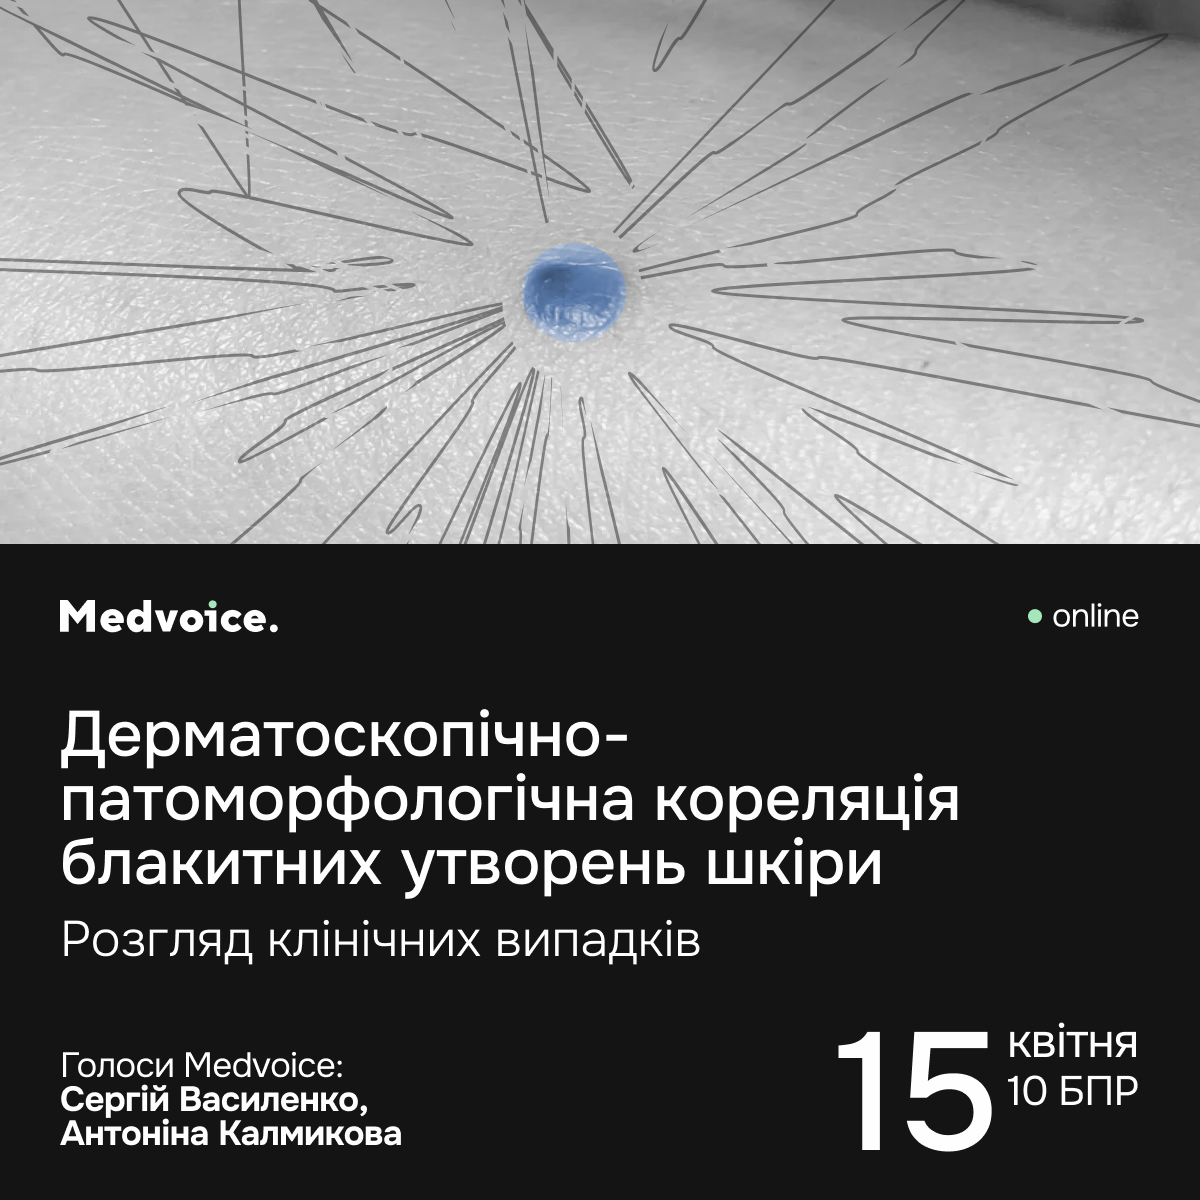 Medvoice.
online
Дерматоскопічно-
патоморфологічна кореляція
блакитних утворень шкіри
Розгляд клінічних випадків
Голоси Medvoice:
Сергій Василенко,
Антоніна Калмикова
15 квітня
10 БПР